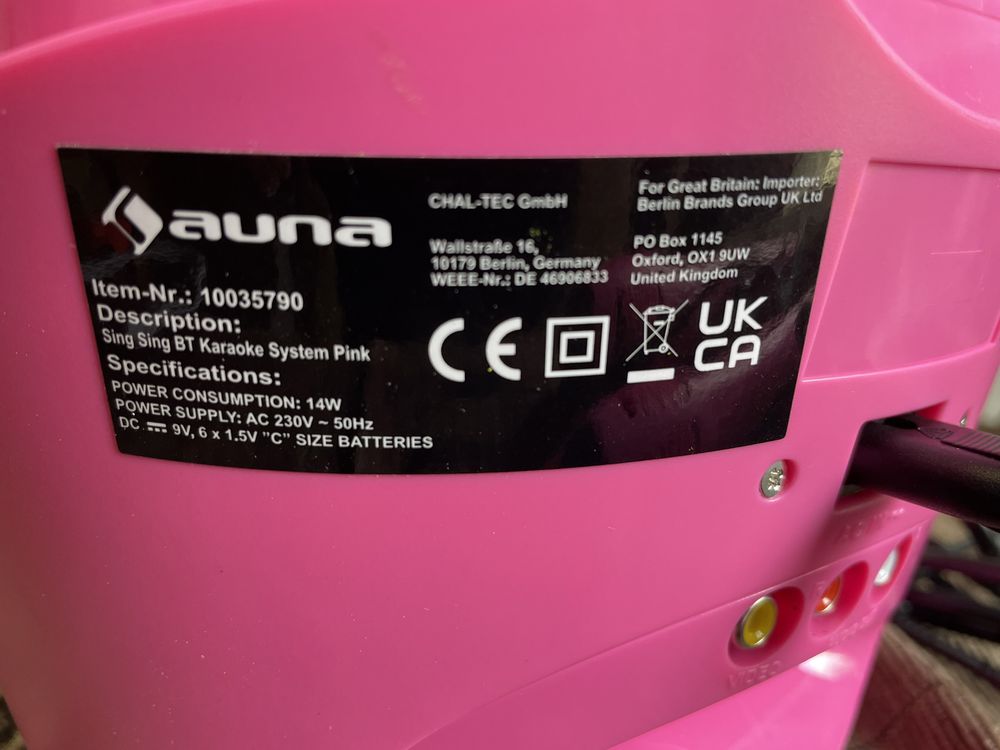 auna
Item-Nr.: 10035790
Description:
Sing Sing BT Karaoke System Pink
Specifications:
POWER CONSUMPTION: 14W
POWER SUPPLY: AC 230V ~ 50Hz
DC ⎓ 9V, 6 x 1.5V "C" SIZE BATTERIES
CHAL-TEC GmbH
Wallstraße 16,
10179 Berlin, Germany
WEEE-Nr.: DE 46906833
For Great Britain: Importer:
Berlin Brands Group UK Ltd
PO Box 1145
Oxford, OX1 9UW
United Kingdom
CE
UK
CA
VIDEO